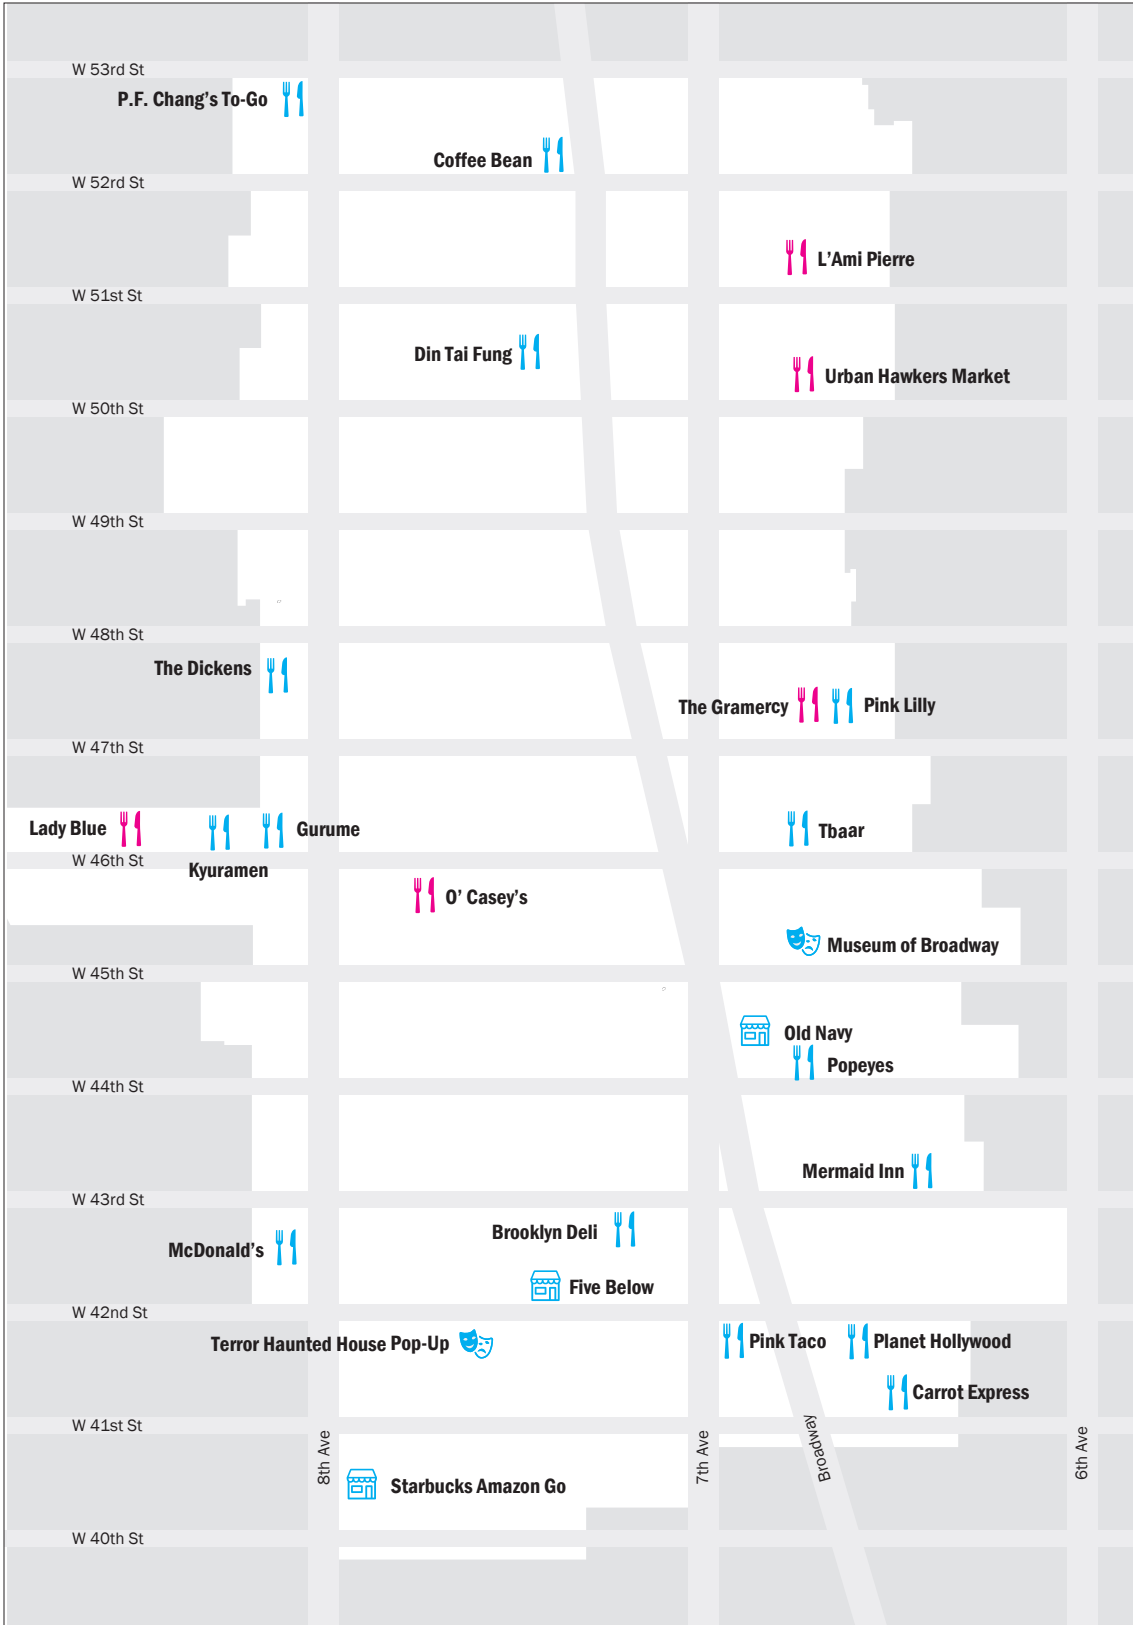 W 53rd St
P.F. Chang's To-Go
Coffee Bean
W 52rd St
L'Ami Pierre
W 51st St
Din Tai Fung
Urban Hawkers Market
W 50th St
W 49th St
W 48th St
The Dickens
The Gramercy
Pink Lilly
W 47th St
Lady Blue
Gurume
Tbaar
W 46th St
Kyuramen
O' Casey's
Museum of Broadway
W 45th St
Old Navy
Popeyes
W 44th St
Mermaid Inn
W 43rd St
Brooklyn Deli
McDonald's
Five Below
W 42nd St
Terror Haunted House Pop-Up
Pink Taco
Planet Hollywood
Carrot Express
W 41st St
8th Ave
7th Ave
Broadway
6th Ave
Starbucks Amazon Go
W 40th St